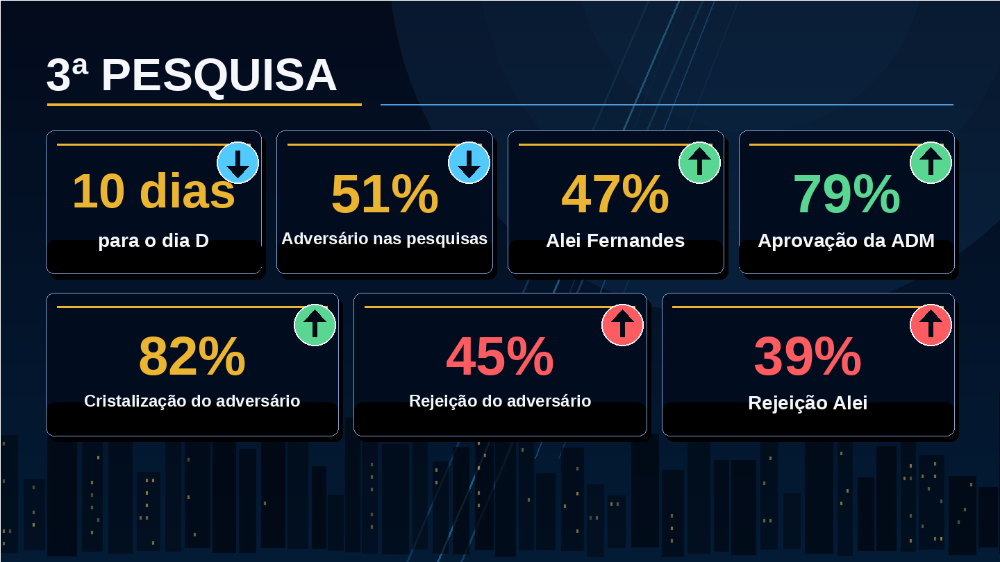 3ª PESQUISA
10 dias
para o dia D
51%
Adversário nas pesquisas
47%
Alei Fernandes
79%
Aprovação da ADM
82%
Cristalização do adversário
45%
Rejeição do adversário
39%
Rejeição Alei